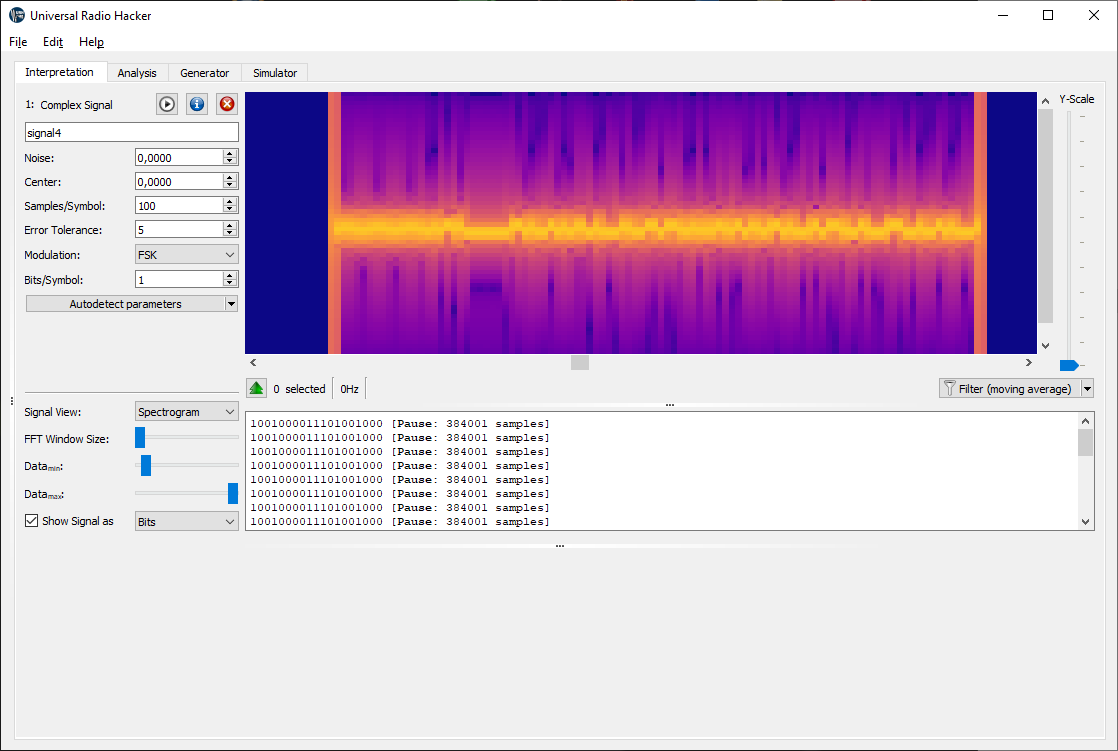 Universal Radio Hacker
File Edit Help
Interpretation Analysis Generator Simulator
1: Complex Signal
signal4
Noise: 0,0000
Center: 0,0000
Samples/Symbol: 100
Error Tolerance: 5
Modulation: FSK
Bits/Symbol: 1
Autodetect parameters
Y-Scale
0 selected 0Hz
Filter (moving average)
Signal View: Spectrogram
FFT Window Size:
Datamin:
Datamax:
Show Signal as Bits
1001000011101001000 [Pause: 384001 samples]
1001000011101001000 [Pause: 384001 samples]
1001000011101001000 [Pause: 384001 samples]
1001000011101001000 [Pause: 384001 samples]
1001000011101001000 [Pause: 384001 samples]
1001000011101001000 [Pause: 384001 samples]
1001000011101001000 [Pause: 384001 samples]
1001000011101001000 [Pause: 384001 samples]